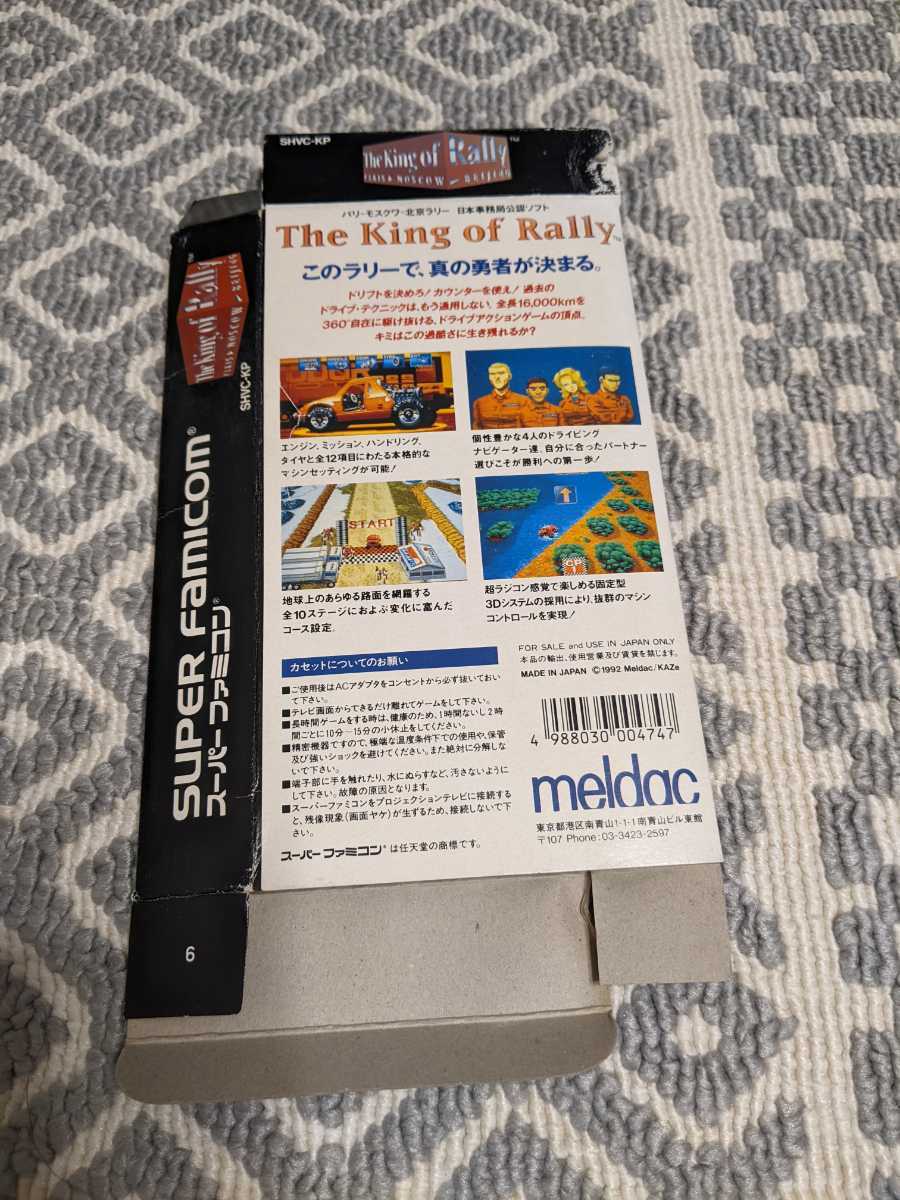 SHVC-KP
The King of Rally™
PARIS MOSCOW BEIJING
パリ-モスクワ-北京ラリー 日本事務局公認ソフト
The King of Rally™
このラリーで、真の勇者が決まる。
ドリフトを決めろ!カウンターを使え!過去の
ドライブ・テクニックは、もう通用しない。全長16,000kmを
360°自在に駆け抜ける、ドライブアクションゲームの頂点。
キミはこの過酷さに生き残れるか?
エンジン、ミッション、ハンドリング、
タイヤと全12項目にわたる本格的な
マシンセッティングが可能!
個性豊かな4人のドライビング
ナビゲーター達。自分に合ったパートナー
選びこそが勝利への第一歩!
START
地球上のあらゆる路面を網羅する
全10ステージにおよぶ変化に富んだ
コース設定。
CP
1
超ラジコン感覚で楽しめる固定型
3Dシステムの採用により、抜群のマシン
コントロールを実現!
カセットについてのお願い
■ご使用後はACアダプタをコンセントから必ず抜いておい
て下さい。
■テレビ画面からできるだけ離れてゲームをして下さい。
■長時間ゲームをする時は、健康のため、1時間ないし2時
間ごとに10分〜15分の小休止をしてください。
■精密機器ですので、極端な温度条件下での使用や、保管
及び強いショックを避けてください。また絶対に分解しな
いで下さい。
■端子部に手を触れたり、水にぬらすなど、汚さないように
して下さい。故障の原因となります。
■スーパーファミコンをプロジェクションテレビに接続する
と、残像現象(画面ヤケ)が生ずるため、接続しないで下
さい。
スーパーファミコン®は任天堂の商標です。
FOR SALE and USE IN JAPAN ONLY
本品の輸出、使用営業及び賃貸を禁じます。
MADE IN JAPAN ©1992 Meldac/KAZe
4 988030 004747
meldac
東京都港区南青山1-1-1南青山ビル東館
〒107 Phone:03-3423-2597
The King of Rally™
PARIS MOSCOW BEIJING
SHVC-KP
SUPER FAMICOM®
スーパーファミコン®
6